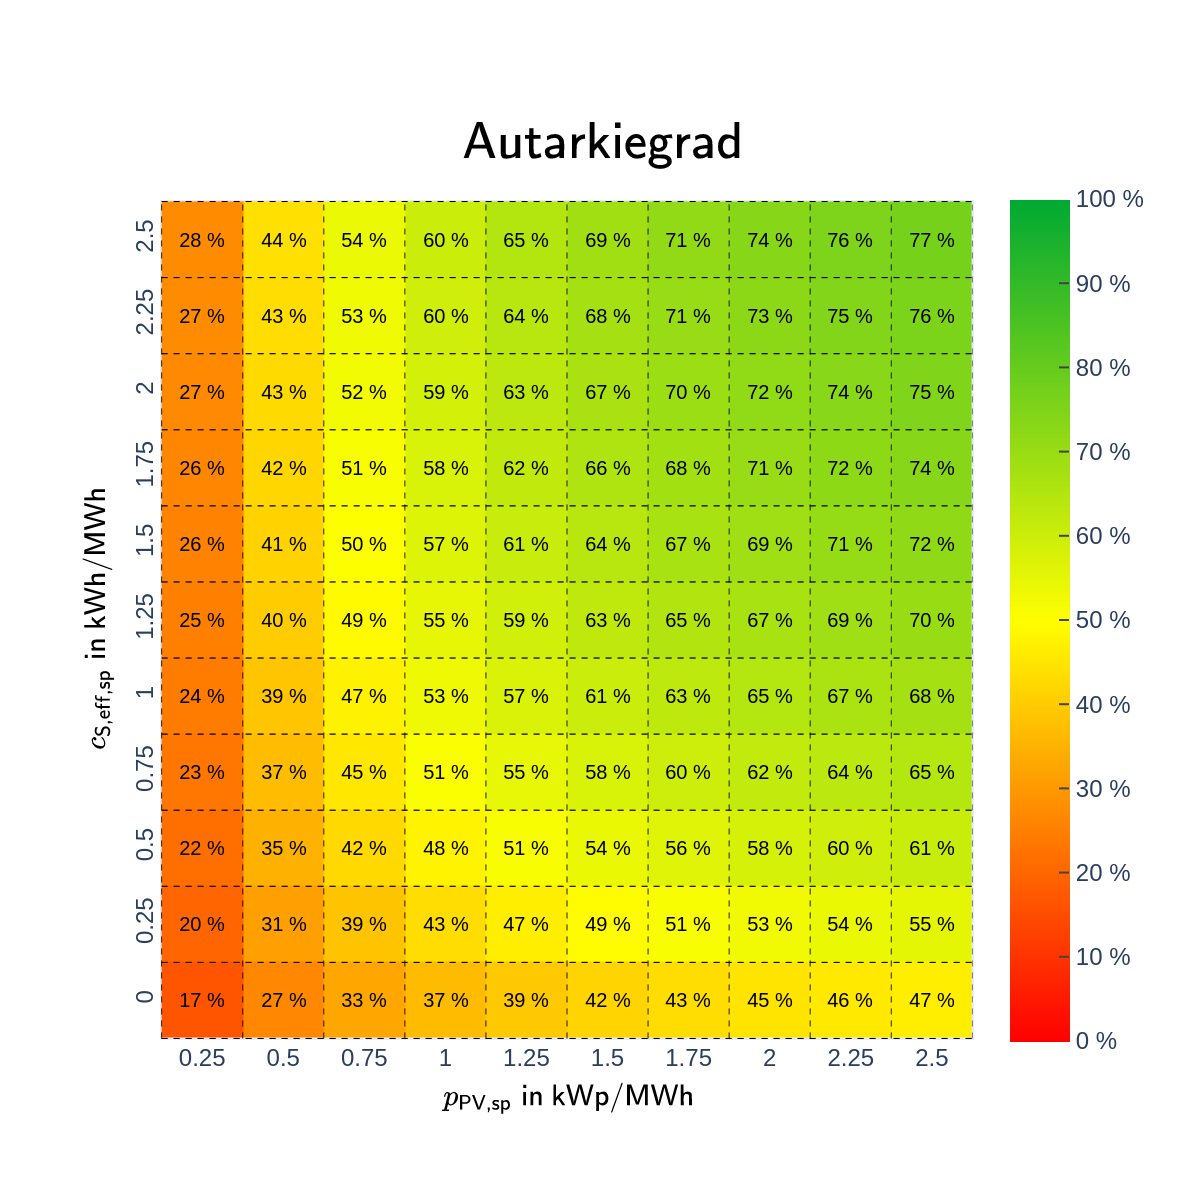 Autarkiegrad
2.5 28 % 44 % 54 % 60 % 65 % 69 % 71 % 74 % 76 % 77 %
2.25 27 % 43 % 53 % 60 % 64 % 68 % 71 % 73 % 75 % 76 %
2 27 % 43 % 52 % 59 % 63 % 67 % 70 % 72 % 74 % 75 %
1.75 26 % 42 % 51 % 58 % 62 % 66 % 68 % 71 % 72 % 74 %
1.5 26 % 41 % 50 % 57 % 61 % 64 % 67 % 69 % 71 % 72 %
1.25 25 % 40 % 49 % 55 % 59 % 63 % 65 % 67 % 69 % 70 %
1 24 % 39 % 47 % 53 % 57 % 61 % 63 % 65 % 67 % 68 %
0.75 23 % 37 % 45 % 51 % 55 % 58 % 60 % 62 % 64 % 65 %
0.5 22 % 35 % 42 % 48 % 51 % 54 % 56 % 58 % 60 % 61 %
0.25 20 % 31 % 39 % 43 % 47 % 49 % 51 % 53 % 54 % 55 %
0 17 % 27 % 33 % 37 % 39 % 42 % 43 % 45 % 46 % 47 %
0.25 0.5 0.75 1 1.25 1.5 1.75 2 2.25 2.5
pPV,sp in kWp/MWh
cS,eff,sp in kWh/MWh
100 %
90 %
80 %
70 %
60 %
50 %
40 %
30 %
20 %
10 %
0 %